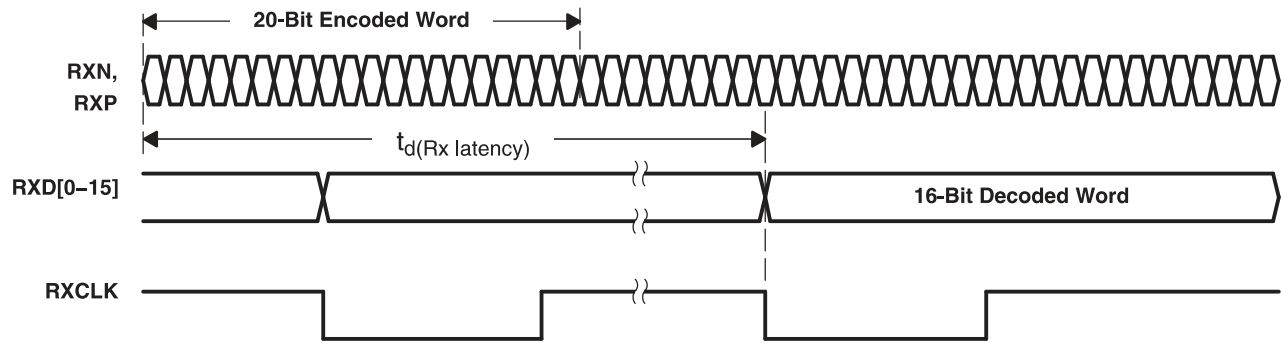 20-Bit Encoded Word
RXN,
RXP
td(Rx latency)
RXD[0–15]
16-Bit Decoded Word
RXCLK